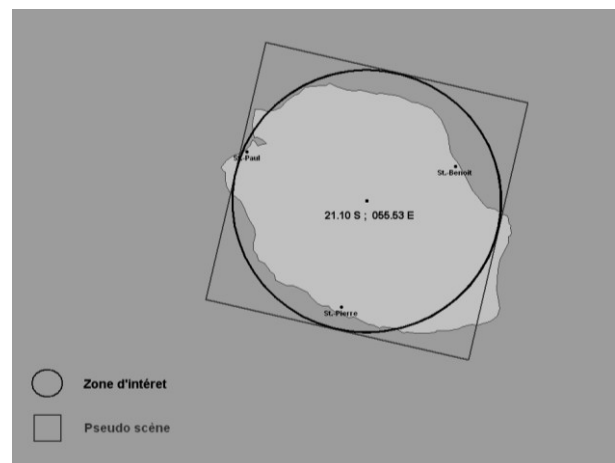 St.-Paul
St.-Benoit
21.10 S ; 055.53 E
St.-Pierre
Zone d'intéret
Pseudo scéne